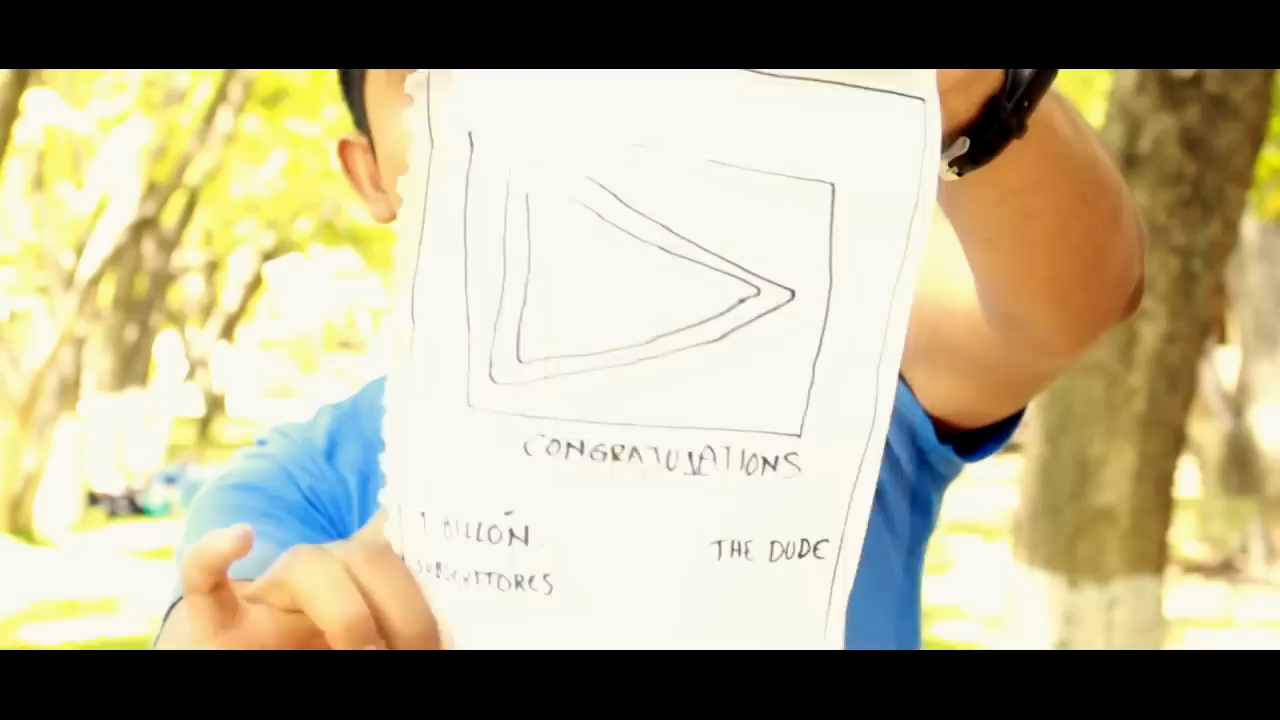 CONGRATULATIONS
1 BILLÓN
THE DUDE
SUBSCRITORES